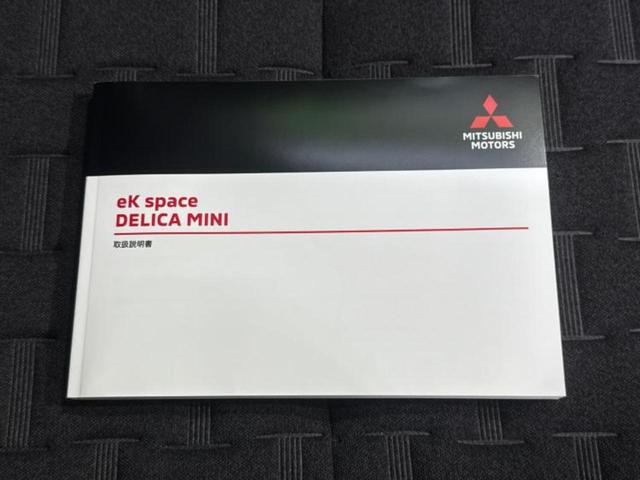 MITSUBISHI
MOTORS
eK space
DELICA MINI
取扱説明書